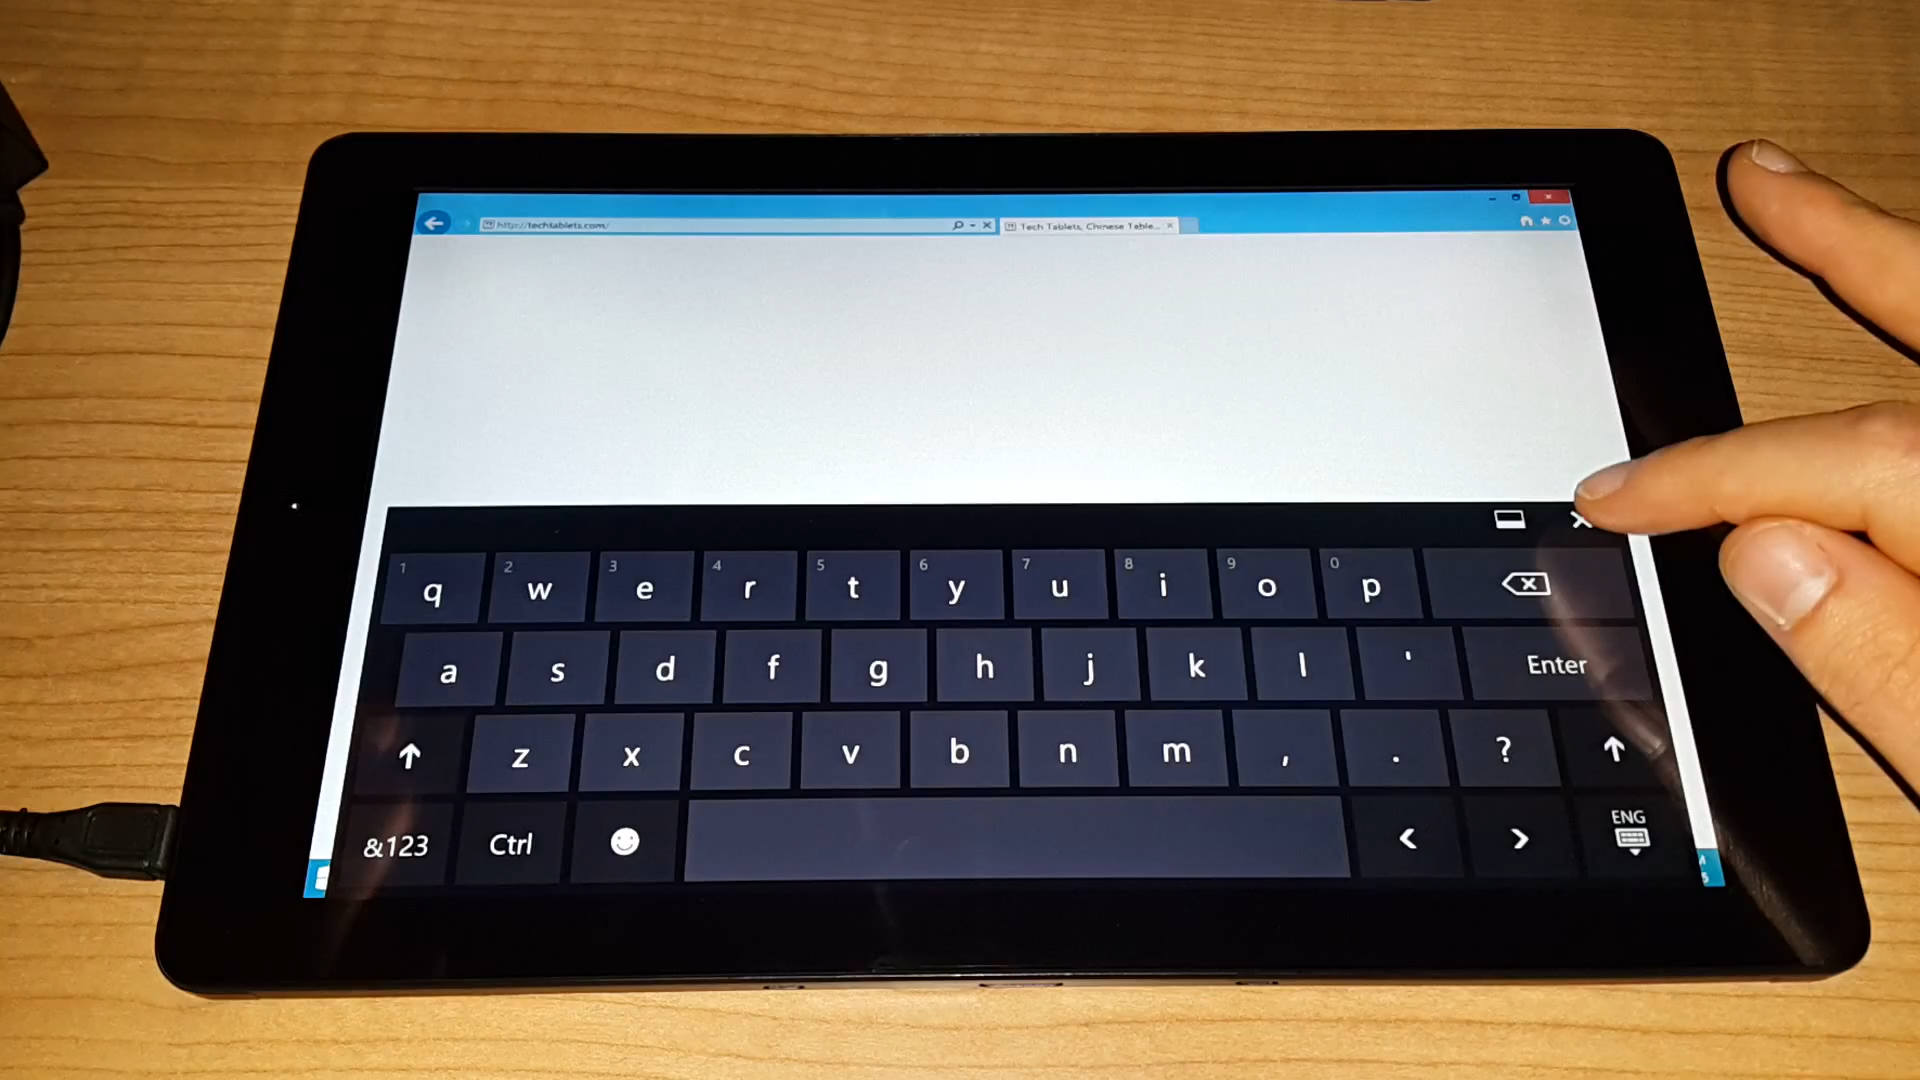 http://techtablets.com/
Tech Tablets, Chinese Table...
1 2 3 4 5 6 7 8 9 0
q w e r t y u i o p
a s d f g h j k l ' Enter
z x c v b n m , . ?
&123 Ctrl < > ENG